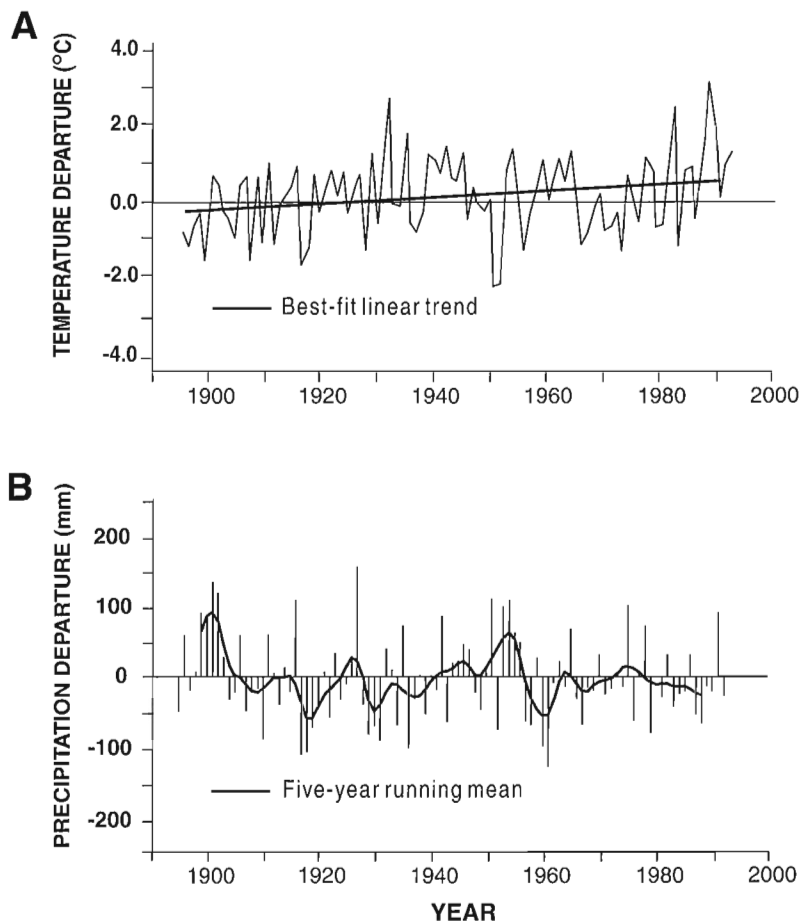 A
TEMPERATURE DEPARTURE (°C)
4.0
2.0
0.0
-2.0
-4.0
Best-fit linear trend
1900 1920 1940 1960 1980 2000
B
PRECIPITATION DEPARTURE (mm)
200
100
0
-100
-200
Five-year running mean
1900 1920 1940 1960 1980 2000
YEAR